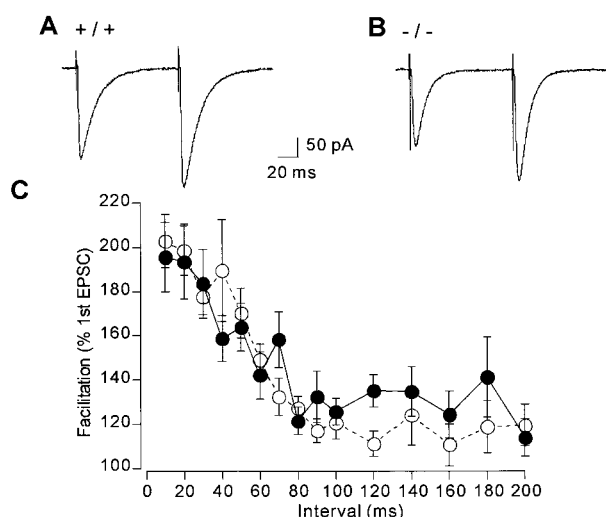 A
+ / +
B
- / -
50 pA
20 ms
C
Facilitation (% 1st EPSC)
220
200
180
160
140
120
100
0 20 40 60 80 100 120 140 160 180 200
Interval (ms)